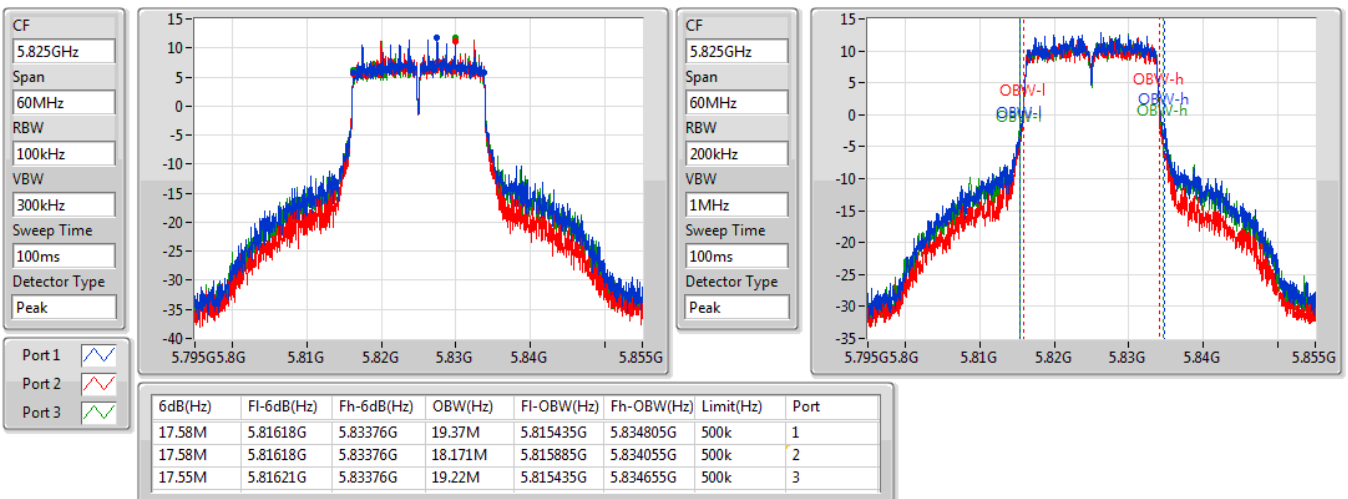 CF
5.825GHz
Span
60MHz
RBW
100kHz
VBW
300kHz
Sweep Time
100ms
Detector Type
Peak
Port 1
Port 2
Port 3
15
10
5
0
-5
-10
-15
-20
-25
-30
-35
-40
5.795G 5.8G 5.81G 5.82G 5.83G 5.84G 5.855G
CF
5.825GHz
Span
60MHz
RBW
200kHz
VBW
1MHz
Sweep Time
100ms
Detector Type
Peak
15
10
5
0
-5
-10
-15
-20
-25
-30
-35
OBW-l OBW-h
OBW-l OBW-h
OBW-l OBW-h
5.795G 5.8G 5.81G 5.82G 5.83G 5.84G 5.855G
6dB(Hz) Fl-6dB(Hz) Fh-6dB(Hz) OBW(Hz) Fl-OBW(Hz) Fh-OBW(Hz) Limit(Hz) Port
17.58M 5.81618G 5.83376G 19.37M 5.815435G 5.834805G 500k 1
17.58M 5.81618G 5.83376G 18.171M 5.815885G 5.834055G 500k 2
17.55M 5.81621G 5.83376G 19.22M 5.815435G 5.834655G 500k 3